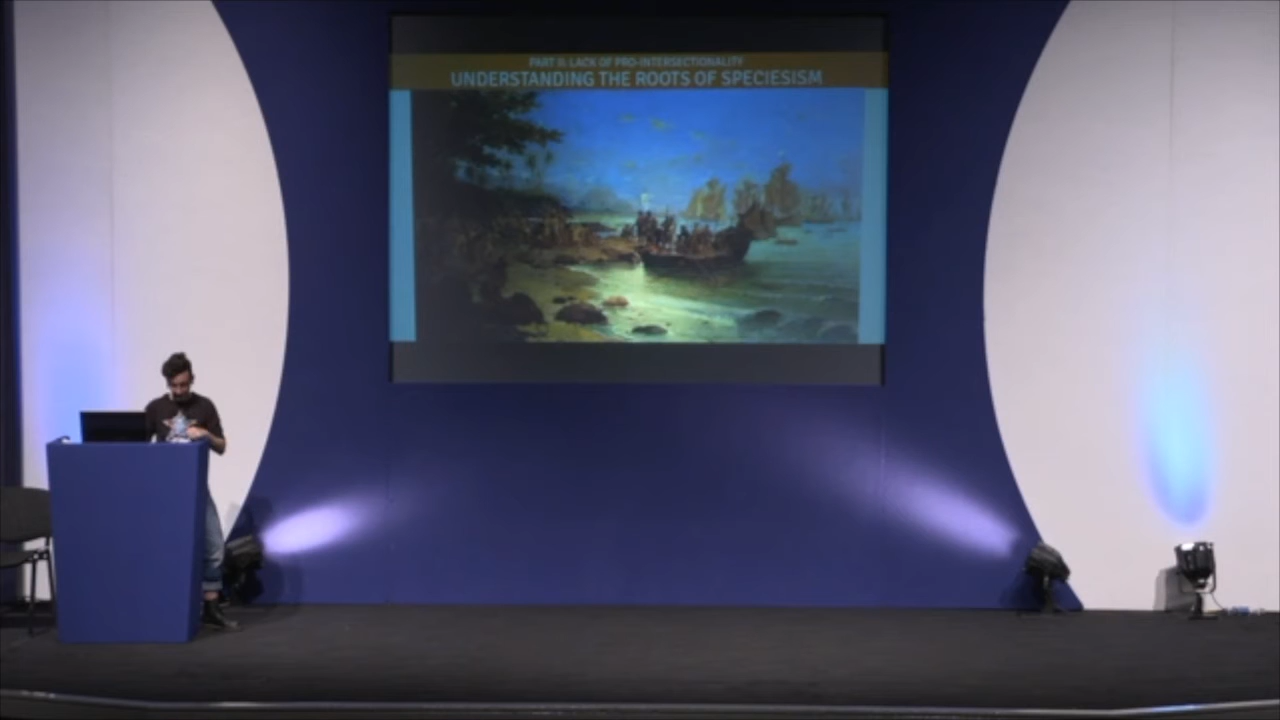 PART II: LACK OF PRO-INTERSECTIONALITY
UNDERSTANDING THE ROOTS OF SPECIESISM